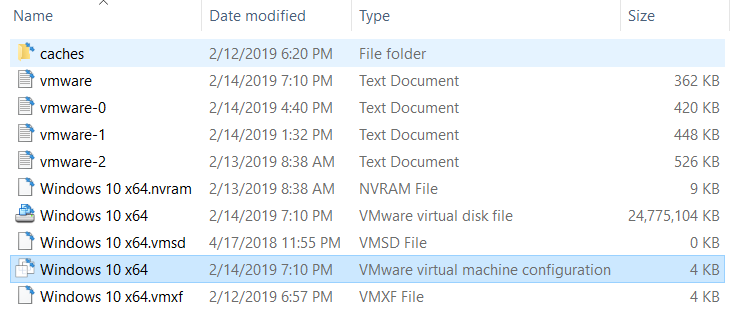 Name Date modified Type Size
caches 2/12/2019 6:20 PM File folder
vmware 2/14/2019 7:10 PM Text Document 362 KB
vmware-0 2/14/2019 4:40 PM Text Document 420 KB
vmware-1 2/14/2019 1:32 PM Text Document 448 KB
vmware-2 2/13/2019 8:38 AM Text Document 526 KB
Windows 10 x64.nvram 2/13/2019 8:38 AM NVRAM File 9 KB
Windows 10 x64 2/14/2019 7:10 PM VMware virtual disk file 24,775,104 KB
Windows 10 x64.vmsd 4/17/2018 11:55 PM VMSD File 0 KB
Windows 10 x64 2/14/2019 7:10 PM VMware virtual machine configuration 4 KB
Windows 10 x64.vmxf 2/12/2019 6:57 PM VMXF File 4 KB